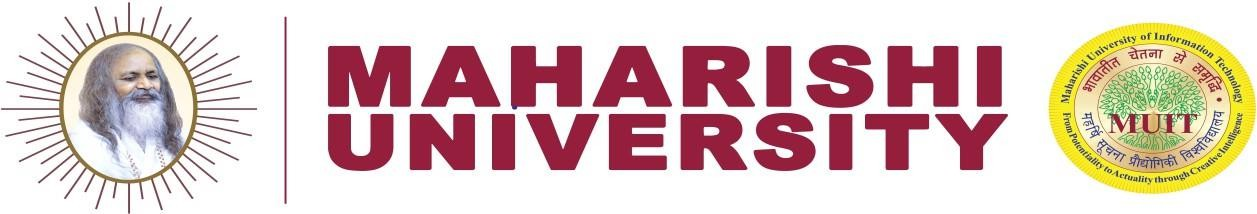 MAHARISHI
UNIVERSITY
Maharishi University of Information Technology
भावातीत चेतना से समृद्धि
MUIT
महर्षि सूचना प्रौद्योगिकी विश्वविद्यालय
From Potentiality to Actuality through Creative Intelligence